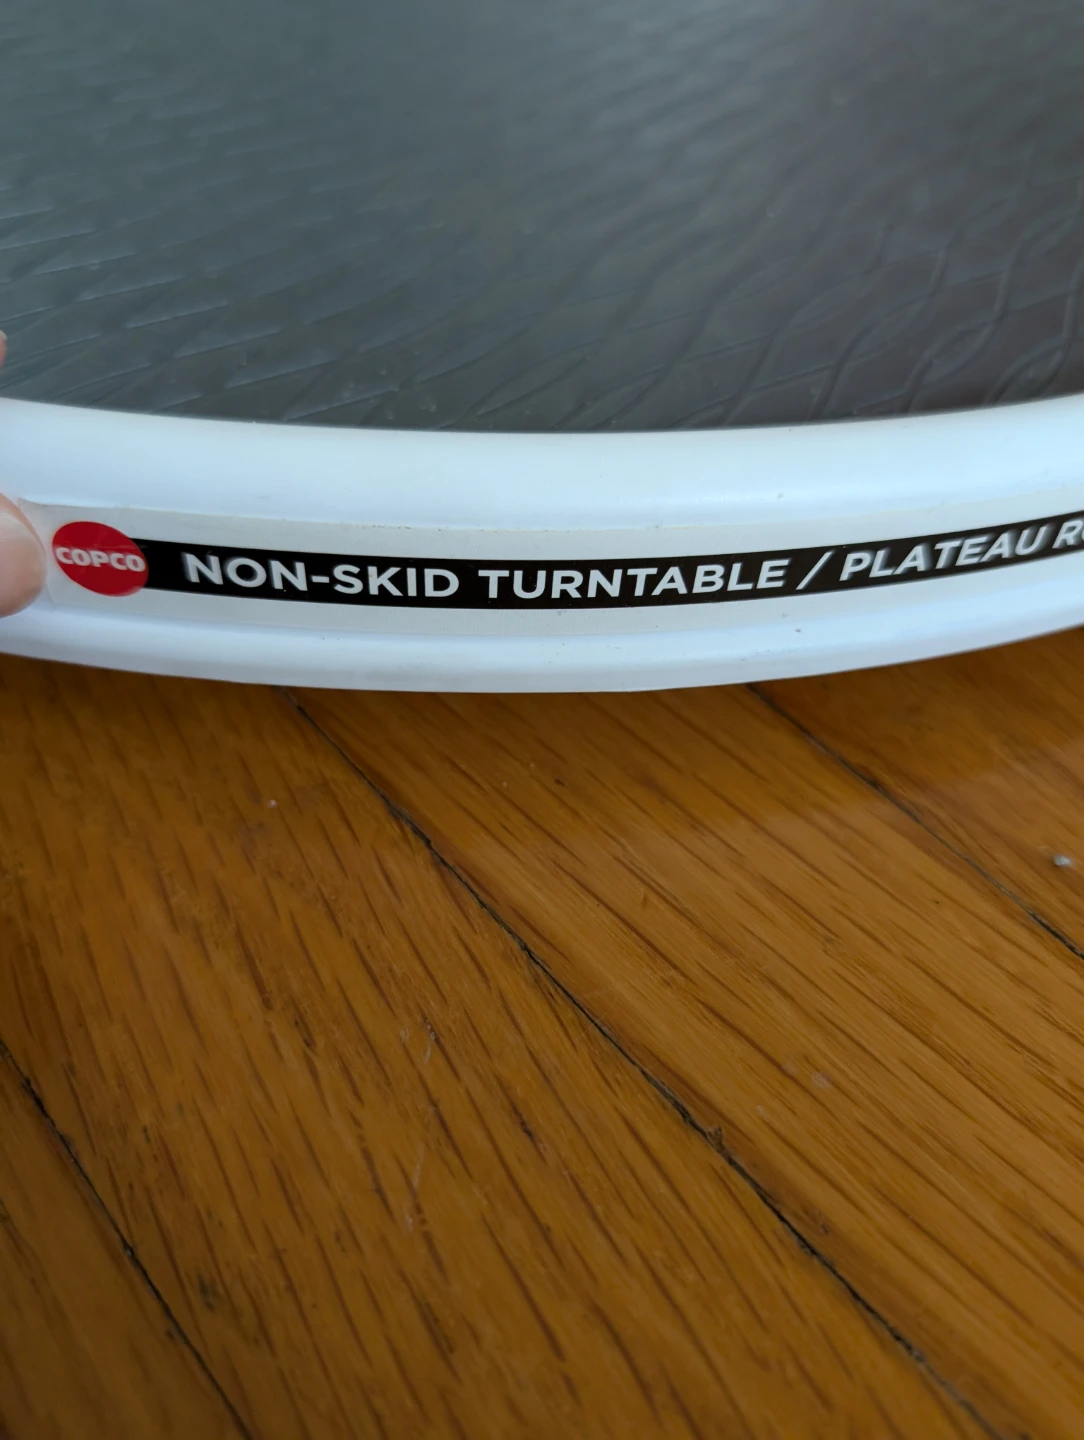 COPCO
NON-SKID TURNTABLE / PLATEAU